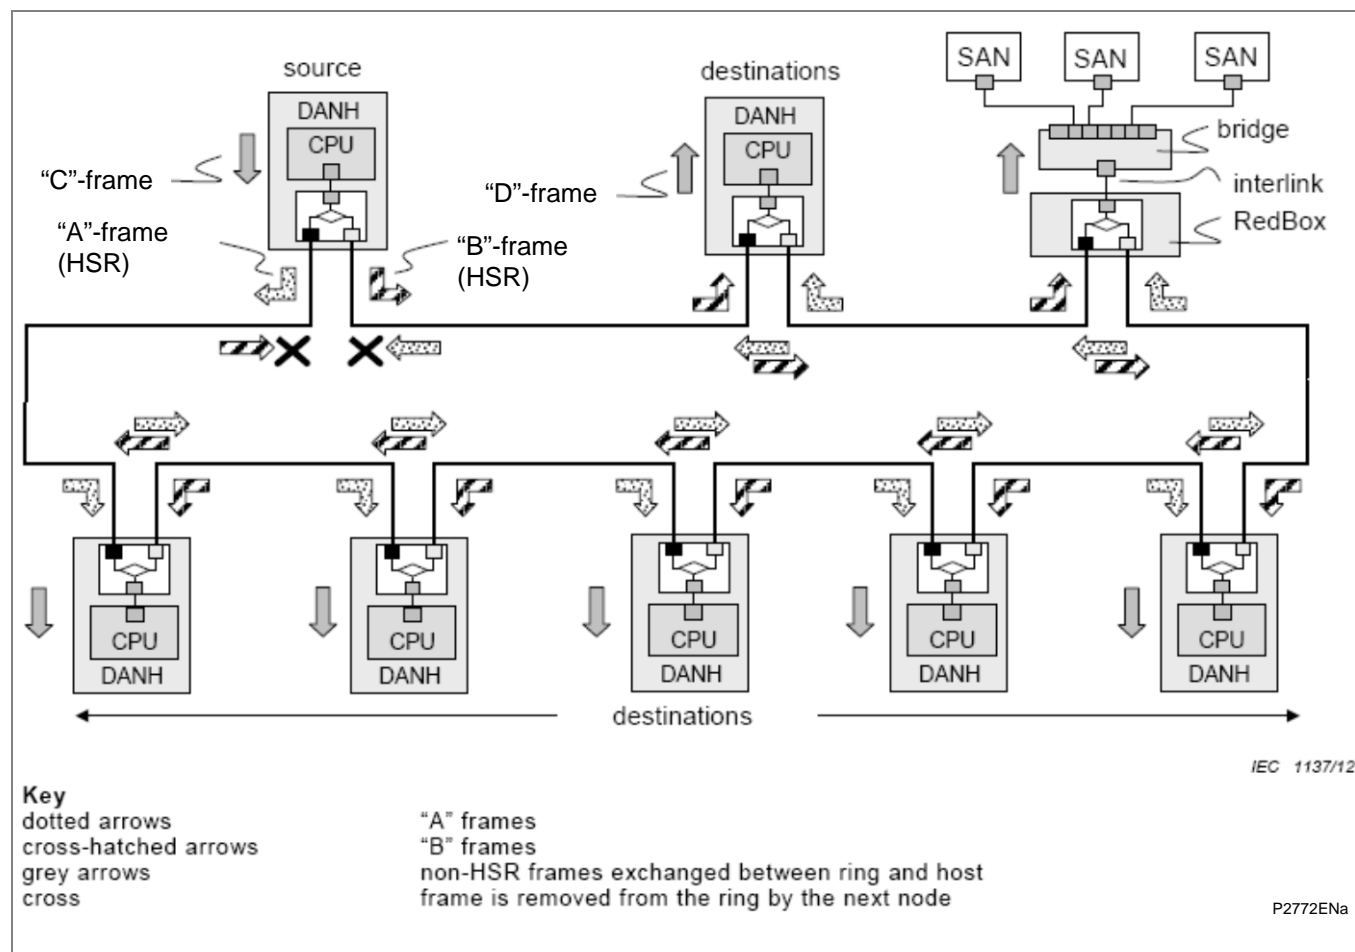 source
destinations
SAN
SAN
SAN
DANH
CPU
DANH
CPU
bridge
interlink
RedBox
“C”-frame
“D”-frame
“A”-frame
(HSR)
“B”-frame
(HSR)
CPU
DANH
CPU
DANH
CPU
DANH
CPU
DANH
CPU
DANH
destinations
IEC 1137/12
Key
dotted arrows “A” frames
cross-hatched arrows “B” frames
grey arrows non-HSR frames exchanged between ring and host
cross frame is removed from the ring by the next node
P2772ENa